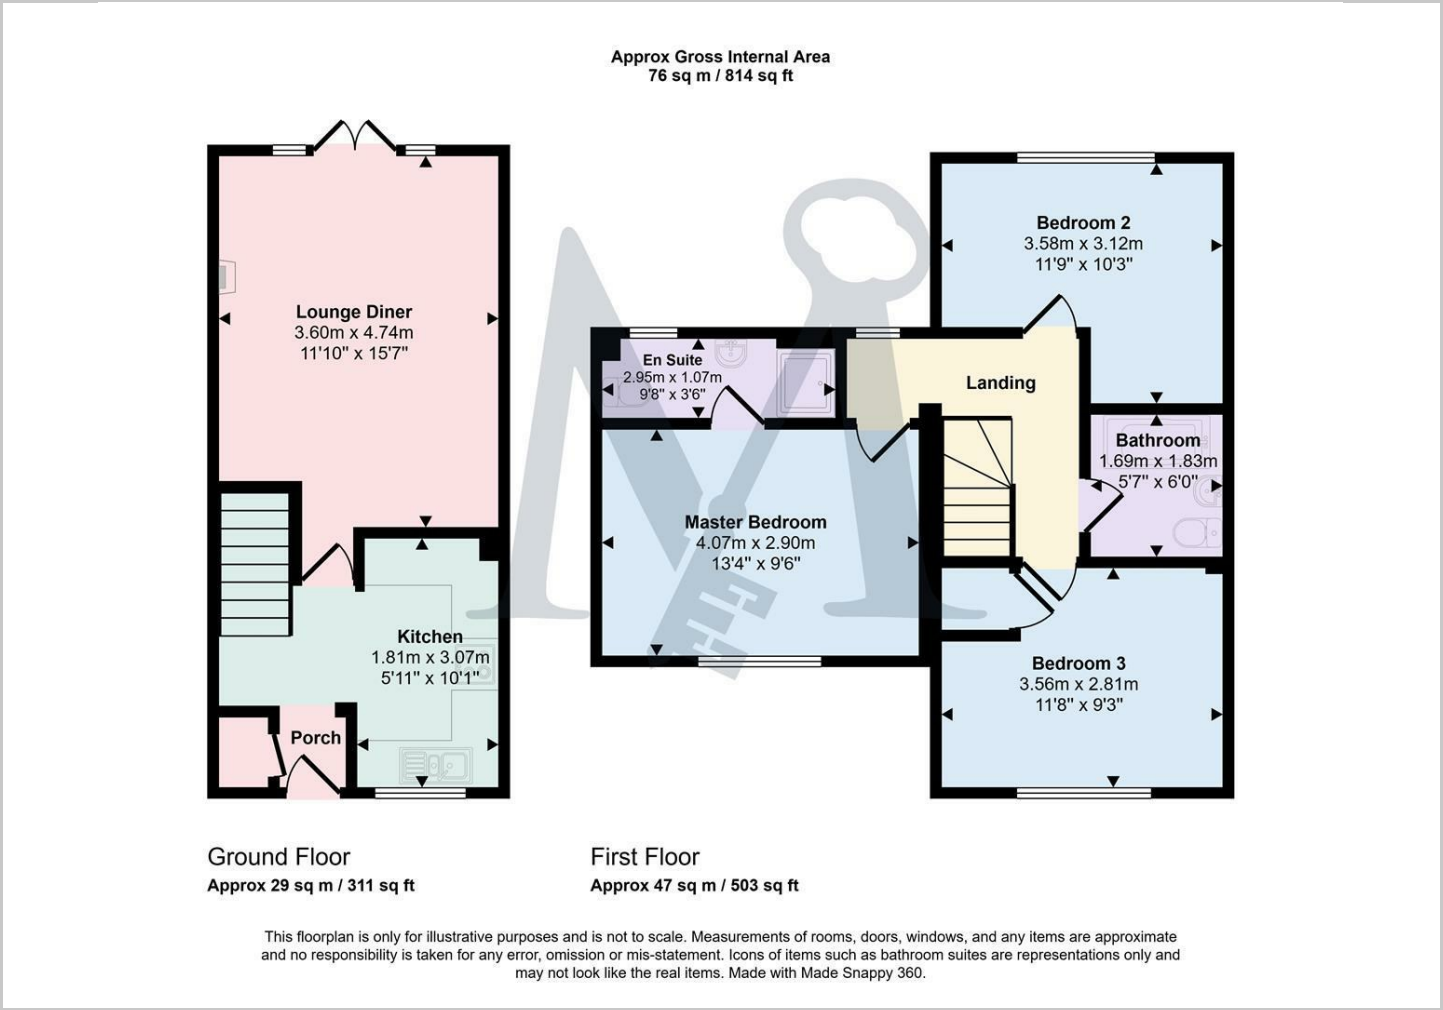 Approx Gross Internal Area
76 sq m / 814 sq ft
Lounge Diner
3.60m x 4.74m
11'10" x 15'7"
Kitchen
1.81m x 3.07m
5'11" x 10'1"
Porch
En Suite
2.95m x 1.07m
9'8" x 3'6"
Master Bedroom
4.07m x 2.90m
13'4" x 9'6"
Landing
Bedroom 2
3.58m x 3.12m
11'9" x 10'3"
Bathroom
1.69m x 1.83m
5'7" x 6'0"
Bedroom 3
3.56m x 2.81m
11'8" x 9'3"
Ground Floor
Approx 29 sq m / 311 sq ft
First Floor
Approx 47 sq m / 503 sq ft
This floorplan is only for illustrative purposes and is not to scale. Measurements of rooms, doors, windows, and any items are approximate
and no responsibility is taken for any error, omission or mis-statement. Icons of items such as bathroom suites are representations only and
may not look like the real items. Made with Made Snappy 360.